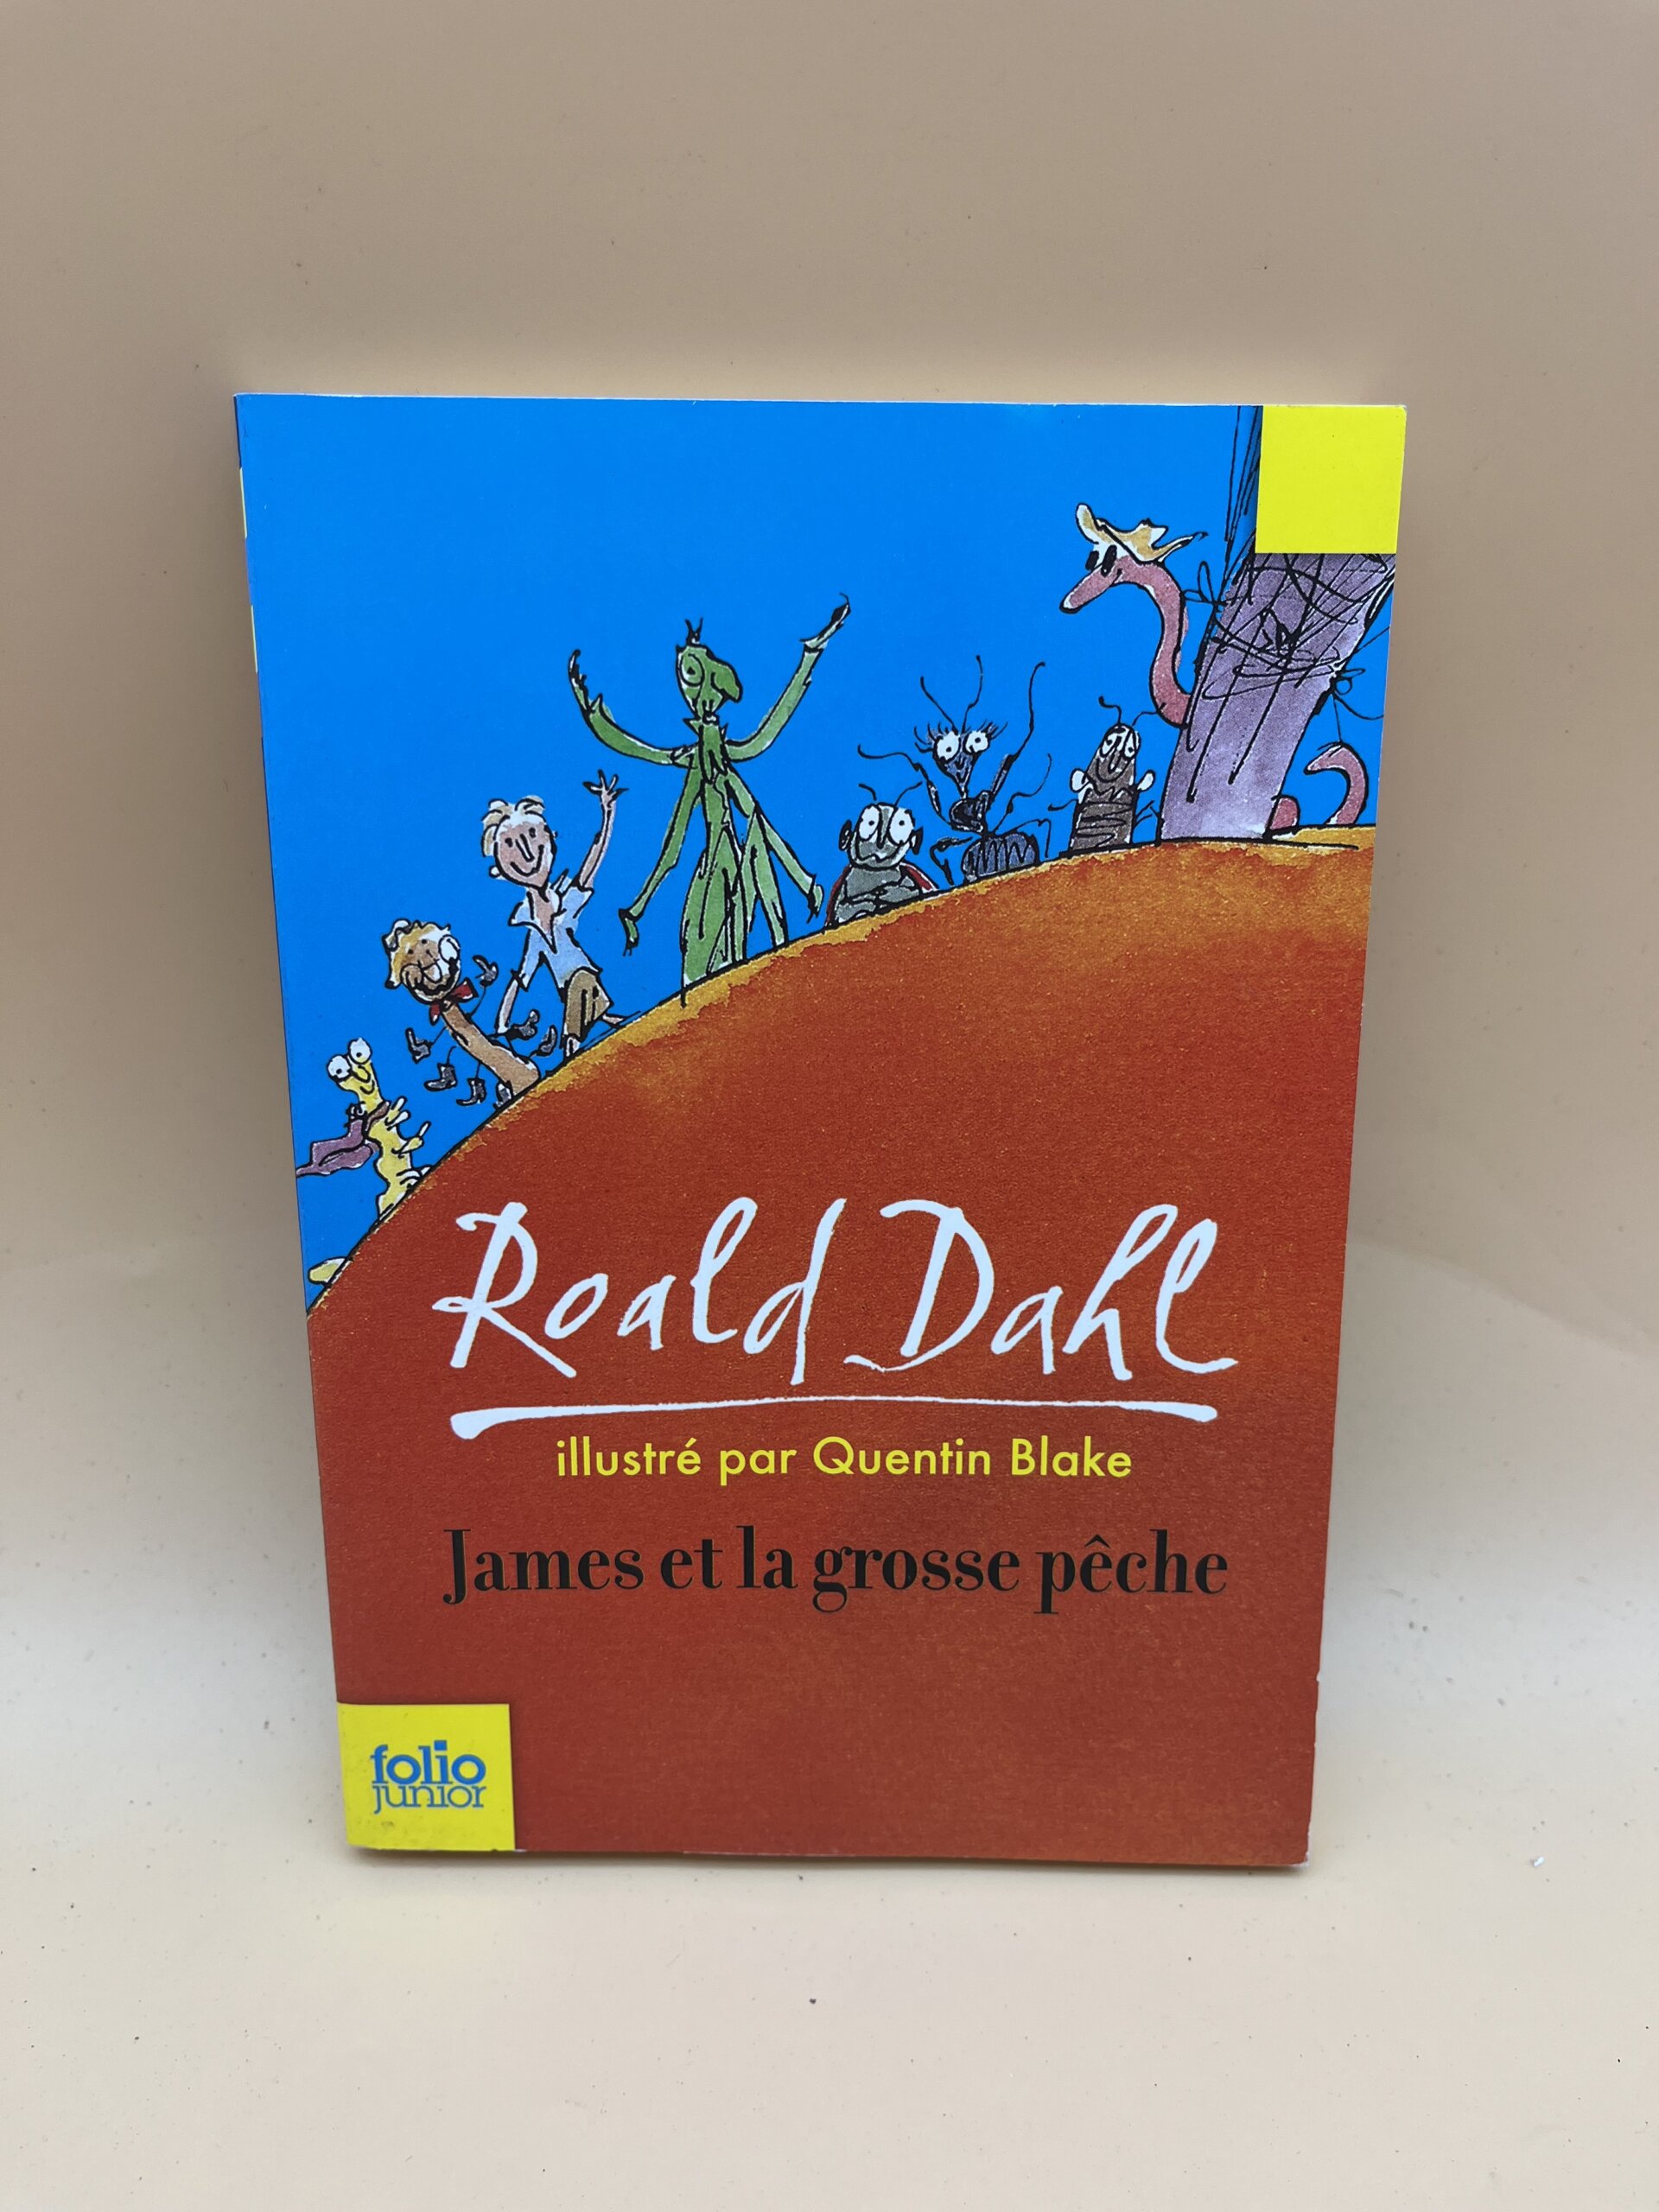 Roald Dahl
illustré par Quentin Blake
James et la grosse pêche
folio
junior